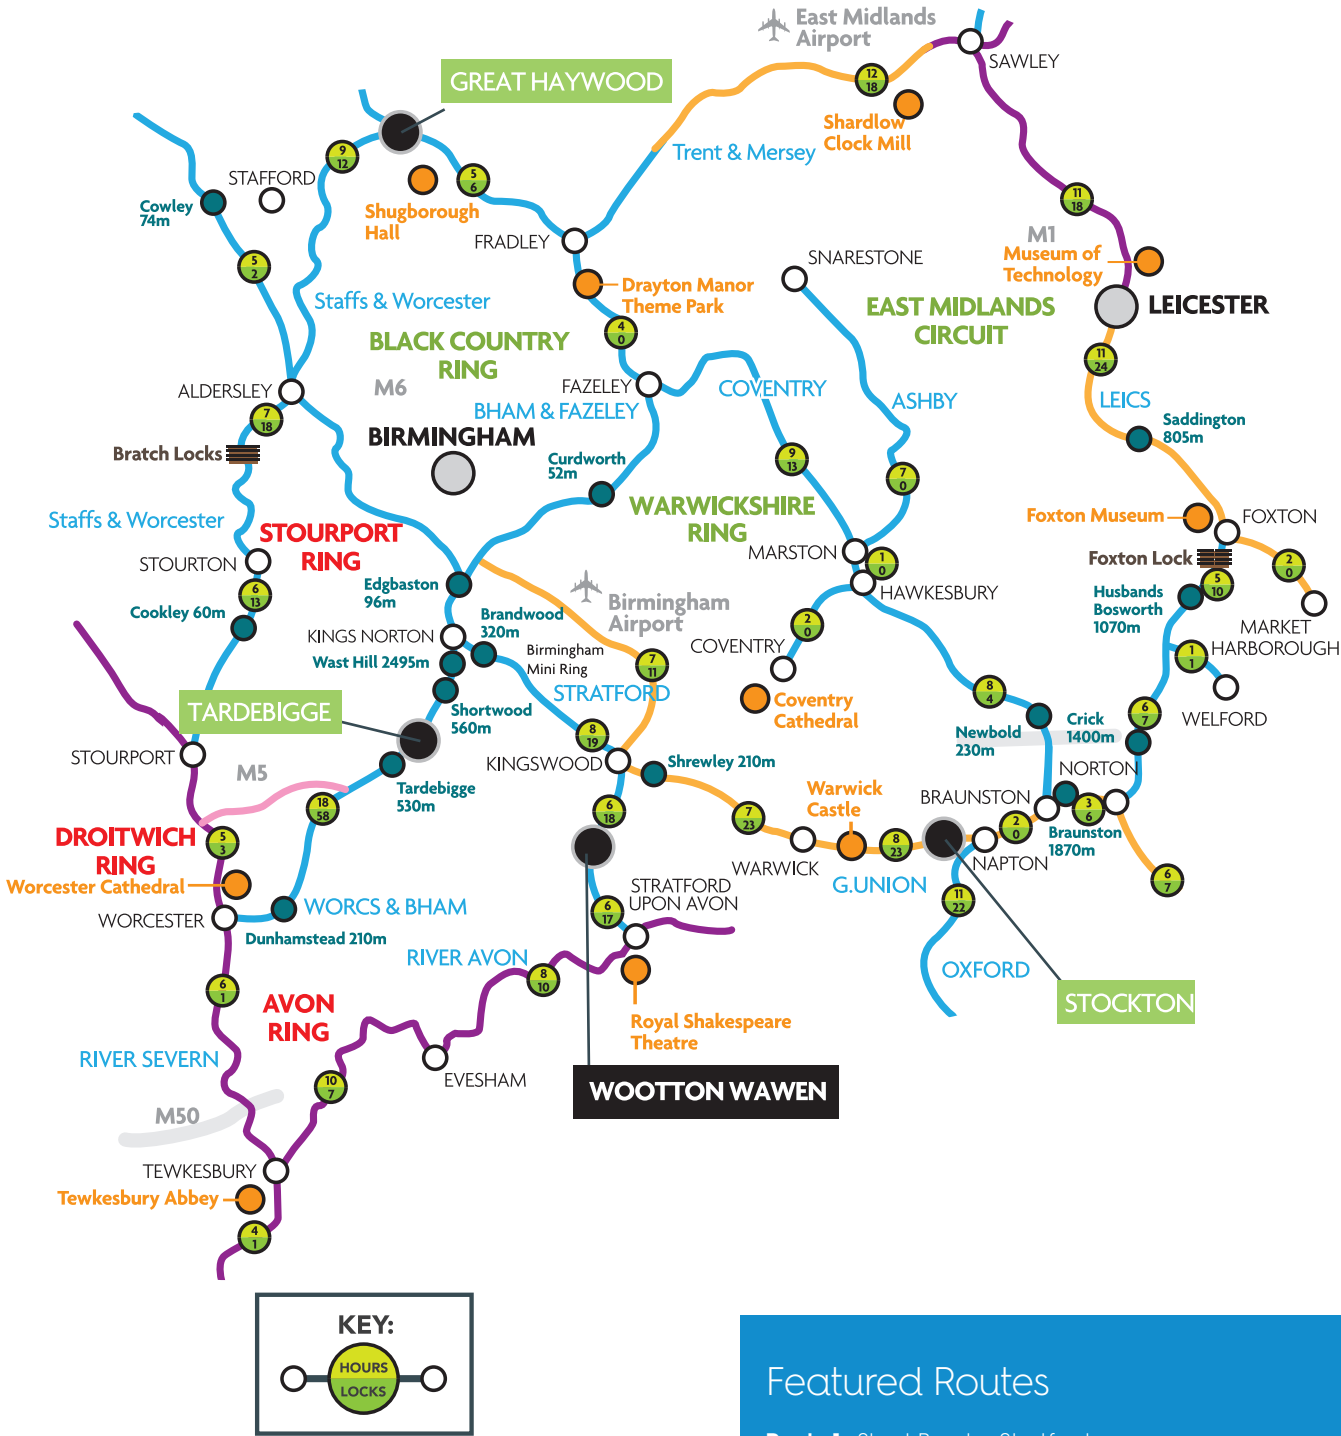 East Midlands
Airport
SAWLEY
GREAT HAYWOOD
12
18
Shardlow
Clock Mill
Trent & Mersey
9
12
STAFFORD
5
6
Cowley
74m
Shugborough
Hall
FRADLEY
11
18
M1
Museum of
Technology
SNARESTONE
5
2
Drayton Manor
Theme Park
Staffs & Worcester
EAST MIDLANDS
CIRCUIT
LEICESTER
BLACK COUNTRY
RING
4
0
11
24
ALDERSLEY
M6
FAZELEY
COVENTRY
ASHBY
LEICS
BHAM & FAZELEY
7
18
BIRMINGHAM
Saddington
805m
Bratch Locks
Curdworth
52m
9
13
7
0
Staffs & Worcester
STOURPORT
RING
WARWICKSHIRE
RING
Foxton Museum
FOXTON
STOURTON
MARSTON
1
0
Foxton Lock
2
0
Edgbaston
96m
HAWKESBURY
5
10
Husbands
Bosworth
1070m
6
13
Birmingham
Airport
Cookley 60m
Brandwood
320m
2
0
MARKET
HARBOROUGH
KINGS NORTON
Birmingham
Mini Ring
COVENTRY
Wast Hill 2495m
7
11
1
1
STRATFORD
8
4
TARDEBIGGE
Shortwood
560m
Coventry
Cathedral
6
7
WELFORD
Newbold
230m
Crick
1400m
8
19
STOURPORT
KINGSWOOD
Shrewley 210m
M5
NORTON
Tardebigge
530m
Warwick
Castle
BRAUNSTON
18
58
6
18
7
23
2
0
3
6
DROITWICH
RING
5
3
8
23
Braunston
1870m
WARWICK
NAPTON
Worcester Cathedral
G.UNION
6
7
STRATFORD
UPON AVON
11
22
WORCESTER
WORCS & BHAM
6
17
Dunhamstead 210m
RIVER AVON
8
10
OXFORD
6
1
AVON
RING
STOCKTON
Royal Shakespeare
Theatre
RIVER SEVERN
EVESHAM
10
7
WOOTTON WAWEN
M50
TEWKESBURY
Tewkesbury Abbey
4
1
KEY:
HOURS
LOCKS
Featured Routes